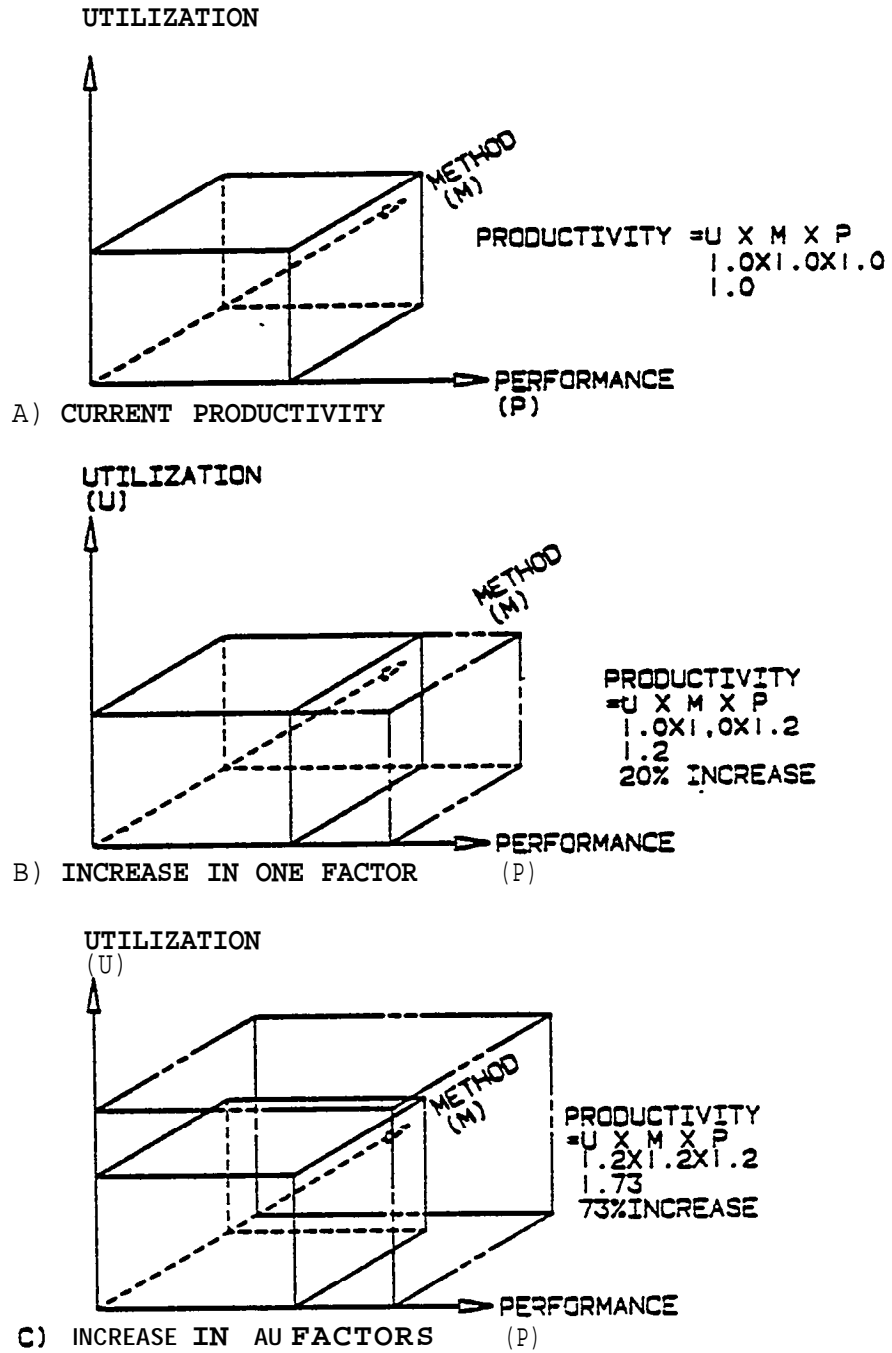 UTILIZATION
METHOD
(M)
PRODUCTIVITY =U X M X P
1.0X1.0X1.0
1.0
PERFORMANCE
(P)
A) CURRENT PRODUCTIVITY
UTILIZATION
(U)
METHOD
(M)
PRODUCTIVITY
=U X M X P
1.0X1,0X1.2
1.2
20% INCREASE
PERFORMANCE
B) INCREASE IN ONE FACTOR (P)
UTILIZATION
(U)
METHOD
(M)
PRODUCTIVITY
=U X M X P
1.2X1.2X1.2
1.73
73%INCREASE
PERFORMANCE
C) INCREASE IN AU FACTORS (P)